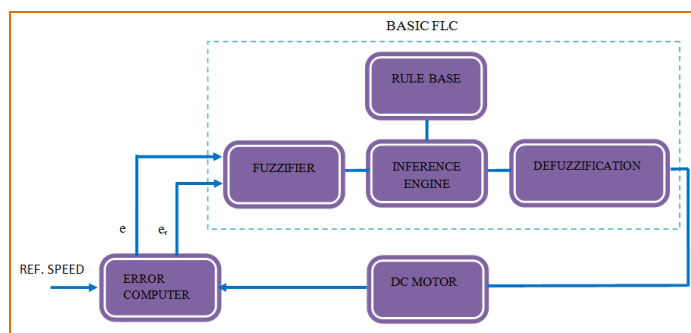 BASIC FLC
RULE BASE
FUZZIFIER
INFERENCE
ENGINE
DEFUZZIFICATION
e
er
REF. SPEED
ERROR
COMPUTER
DC MOTOR